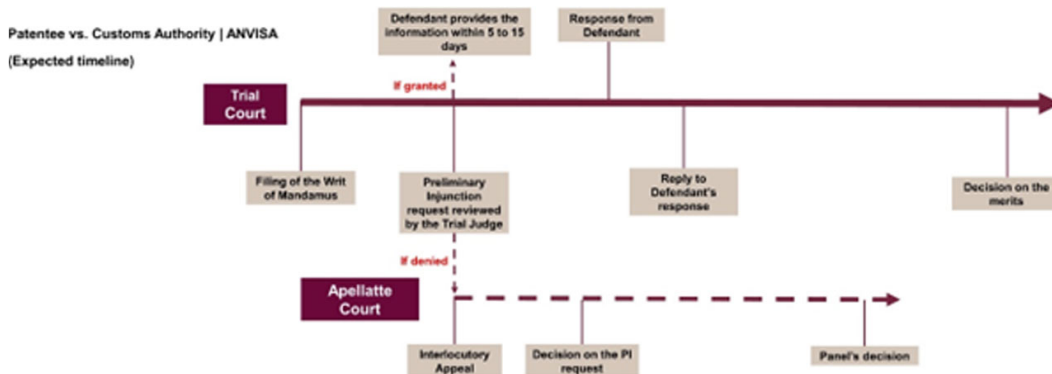 Patentee vs. Customs Authority | ANVISA
(Expected timeline)
Defendant provides the
information within 5 to 15
days
Response from
Defendant
If granted
Trial
Court
Filing of the Writ
of Mandamus
Preliminary
Injunction
request reviewed
by the Trial Judge
Reply to
Defendant's
response
Decision on the
merits
If denied
Apellatte
Court
Interlocutory
Appeal
Decision on the PI
request
Panel's decision